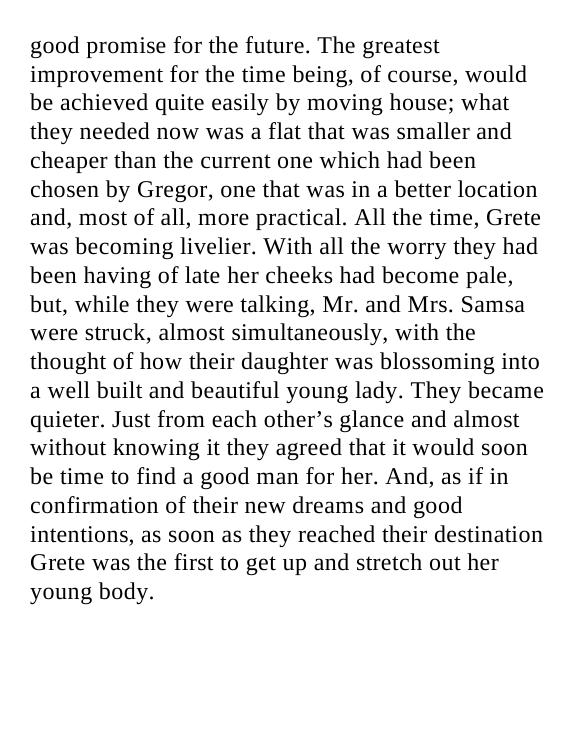 good promise for the future. The greatest
improvement for the time being, of course, would
be achieved quite easily by moving house; what
they needed now was a flat that was smaller and
cheaper than the current one which had been
chosen by Gregor, one that was in a better location
and, most of all, more practical. All the time, Grete
was becoming livelier. With all the worry they had
been having of late her cheeks had become pale,
but, while they were talking, Mr. and Mrs. Samsa
were struck, almost simultaneously, with the
thought of how their daughter was blossoming into
a well built and beautiful young lady. They became
quieter. Just from each other’s glance and almost
without knowing it they agreed that it would soon
be time to find a good man for her. And, as if in
confirmation of their new dreams and good
intentions, as soon as they reached their destination
Grete was the first to get up and stretch out her
young body.